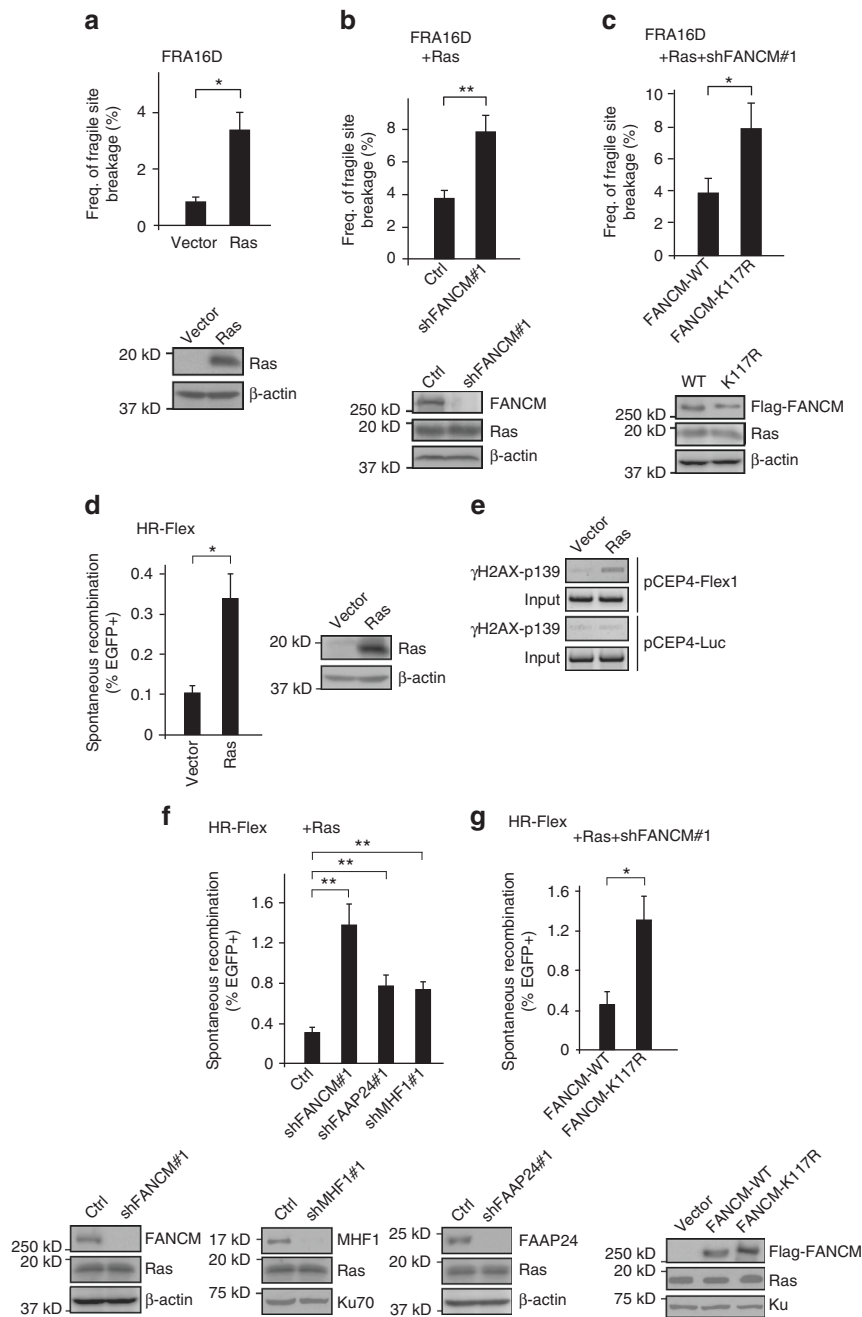 a
FRA16D
*
Freq. of fragile site
breakage (%)
4
2
0
Vector Ras
Vector
Ras
20 kD
Ras
β-actin
37 kD
b
FRA16D
+Ras
**
Freq. of fragile site
breakage (%)
8
6
4
2
0
Ctrl
shFANCM#1
Ctrl
shFANCM#1
FANCM
250 kD
20 kD
Ras
β-actin
37 kD
c
FRA16D
+Ras+shFANCM#1
*
Freq. of fragile site
breakage (%)
10
8
6
4
2
0
FANCM-WT
FANCM-K117R
WT
K117R
Flag-FANCM
250 kD
20 kD
Ras
β-actin
37 kD
d
HR-Flex
*
Spontaneous recombination
(% EGFP+)
0.4
0.3
0.2
0.1
0
Vector
Ras
Vector
Ras
20 kD
Ras
β-actin
37 kD
e
Vector
Ras
γH2AX-p139
Input
pCEP4-Flex1
γH2AX-p139
Input
pCEP4-Luc
f
HR-Flex +Ras
**
**
**
Spontaneous recombination
(% EGFP+)
1.6
1.2
0.8
0.4
0
Ctrl
shFANCM#1
shFAAP24#1
shMHF1#1
Ctrl
shFANCM#1
FANCM
250 kD
20 kD
Ras
β-actin
37 kD
Ctrl
shMHF1#1
17 kD
MHF1
20 kD
Ras
75 kD
Ku70
Ctrl
shFAAP24#1
25 kD
FAAP24
20 kD
Ras
β-actin
37 kD
g
HR-Flex
+Ras+shFANCM#1
*
Spontaneous recombination
(% EGFP+)
1.6
1.2
0.8
0.4
0
FANCM-WT
FANCM-K117R
Vector
FANCM-WT
FANCM-K117R
250 kD
Flag-FANCM
20 kD
Ras
75 kD
Ku